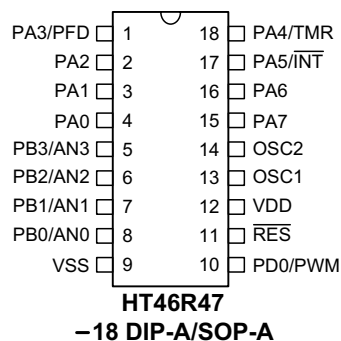 PA3/PFD 1 18 PA4/TMR
PA2 2 17 PA5/INT
PA1 3 16 PA6
PA0 4 15 PA7
PB3/AN3 5 14 OSC2
PB2/AN2 6 13 OSC1
PB1/AN1 7 12 VDD
PB0/AN0 8 11 RES
VSS 9 10 PD0/PWM
HT46R47
−18 DIP-A/SOP-A